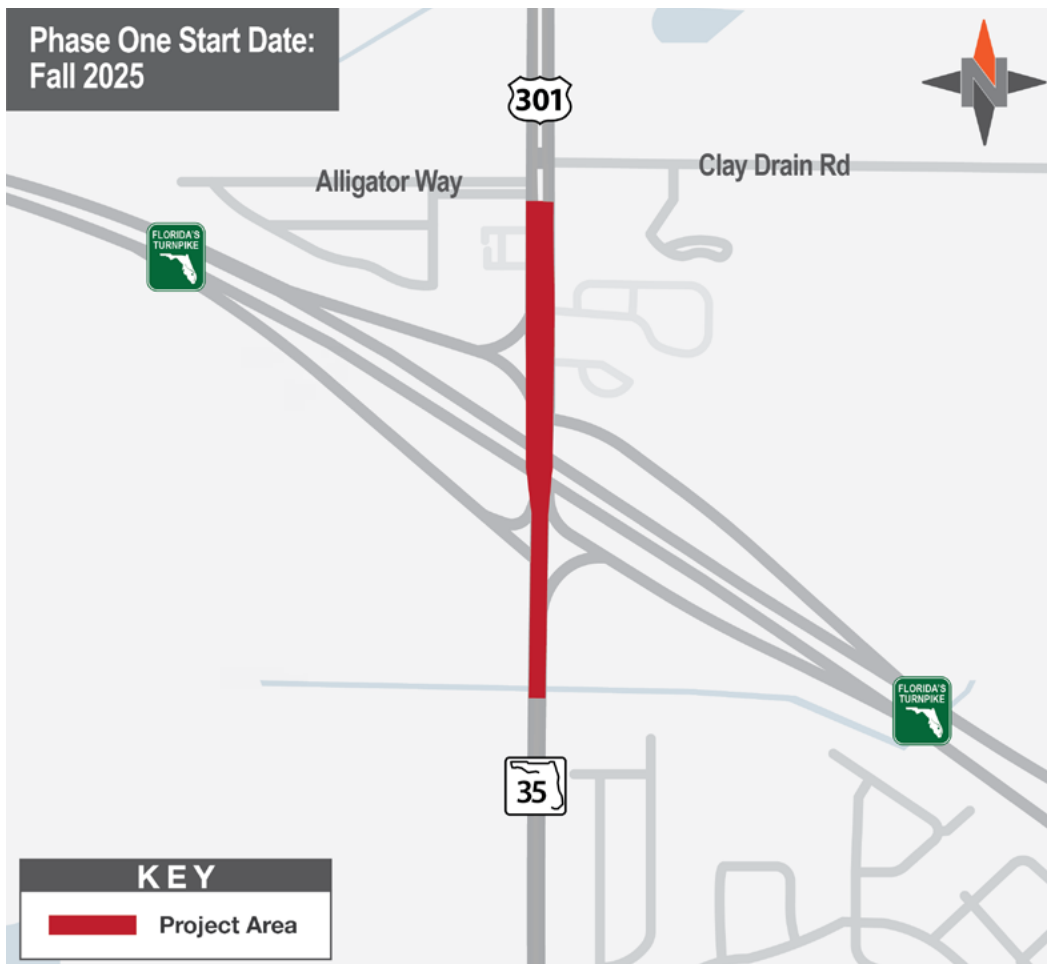 Phase One Start Date:
Fall 2025
301
N
Alligator Way
Clay Drain Rd
FLORIDA'S
TURNPIKE
FLORIDA'S
TURNPIKE
35
KEY
Project Area